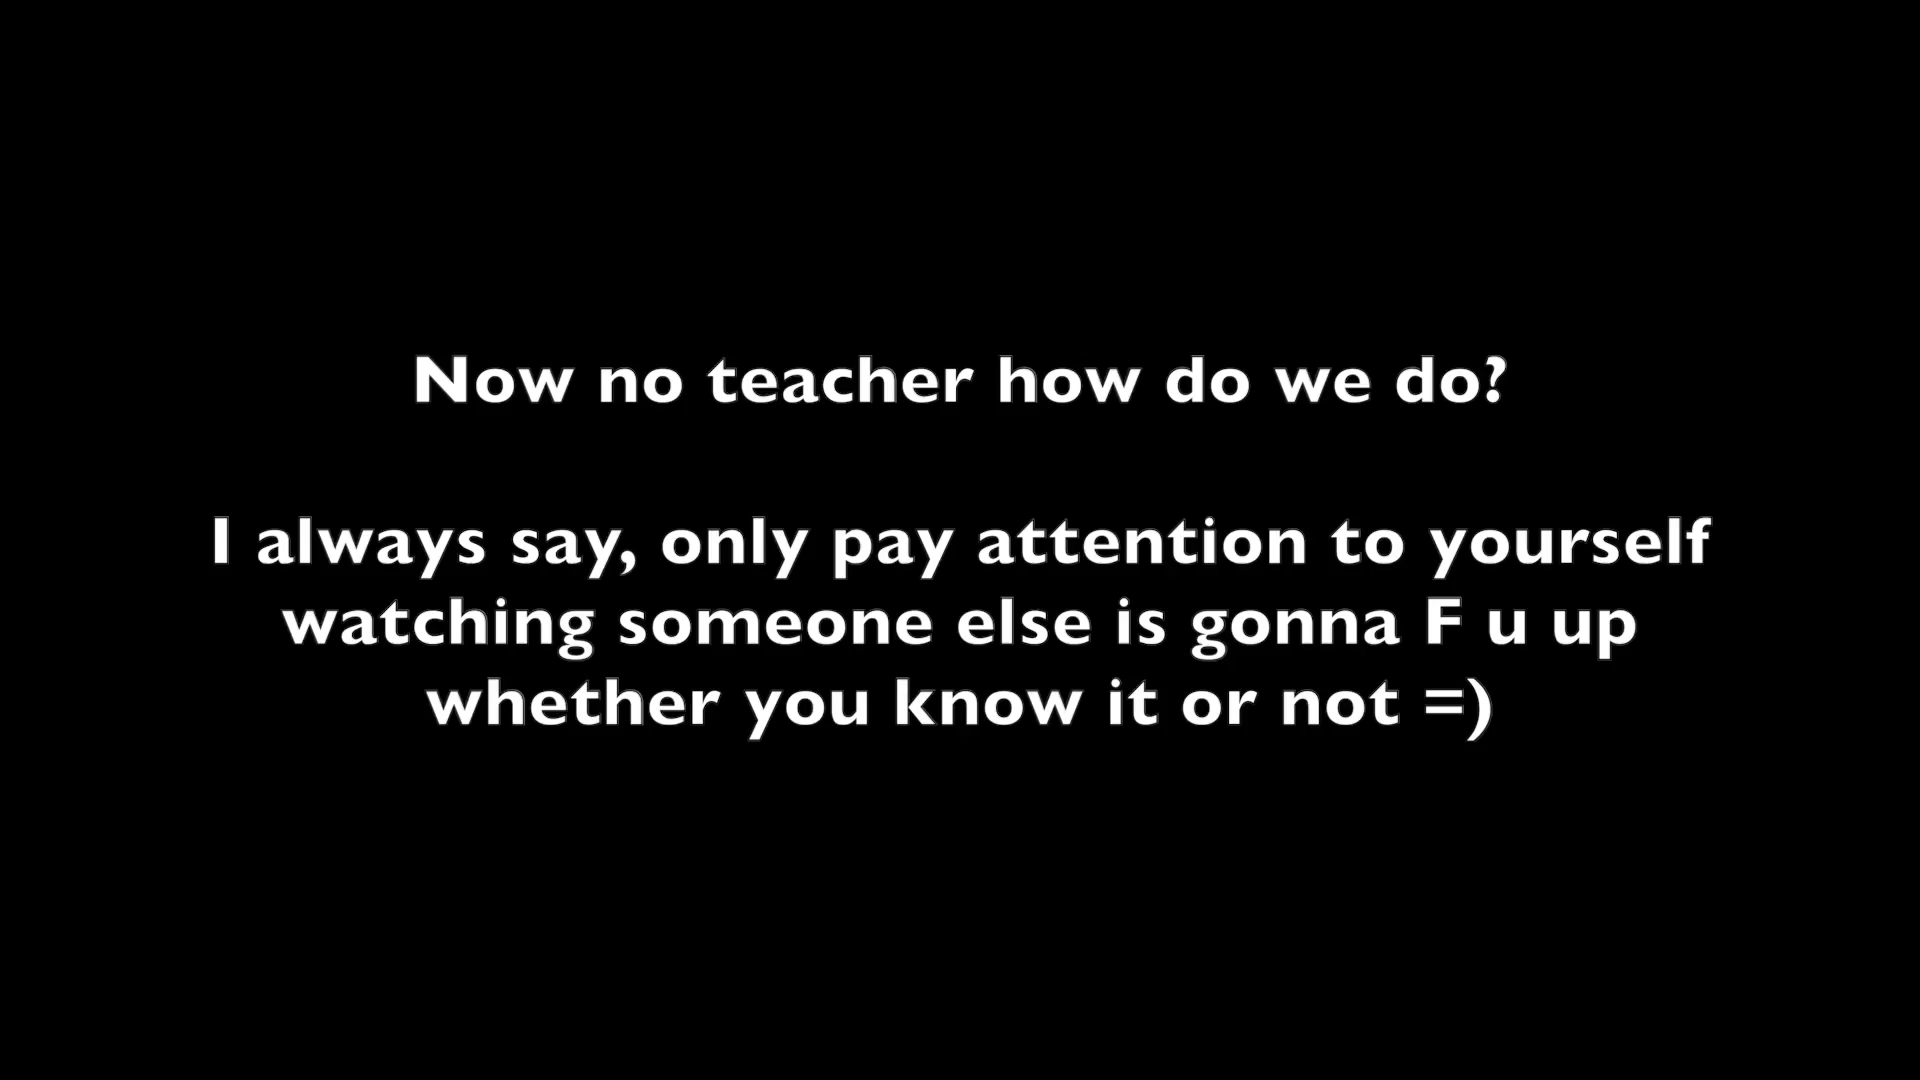 Now no teacher how do we do?
I always say, only pay attention to yourself
watching someone else is gonna F u up
whether you know it or not =)